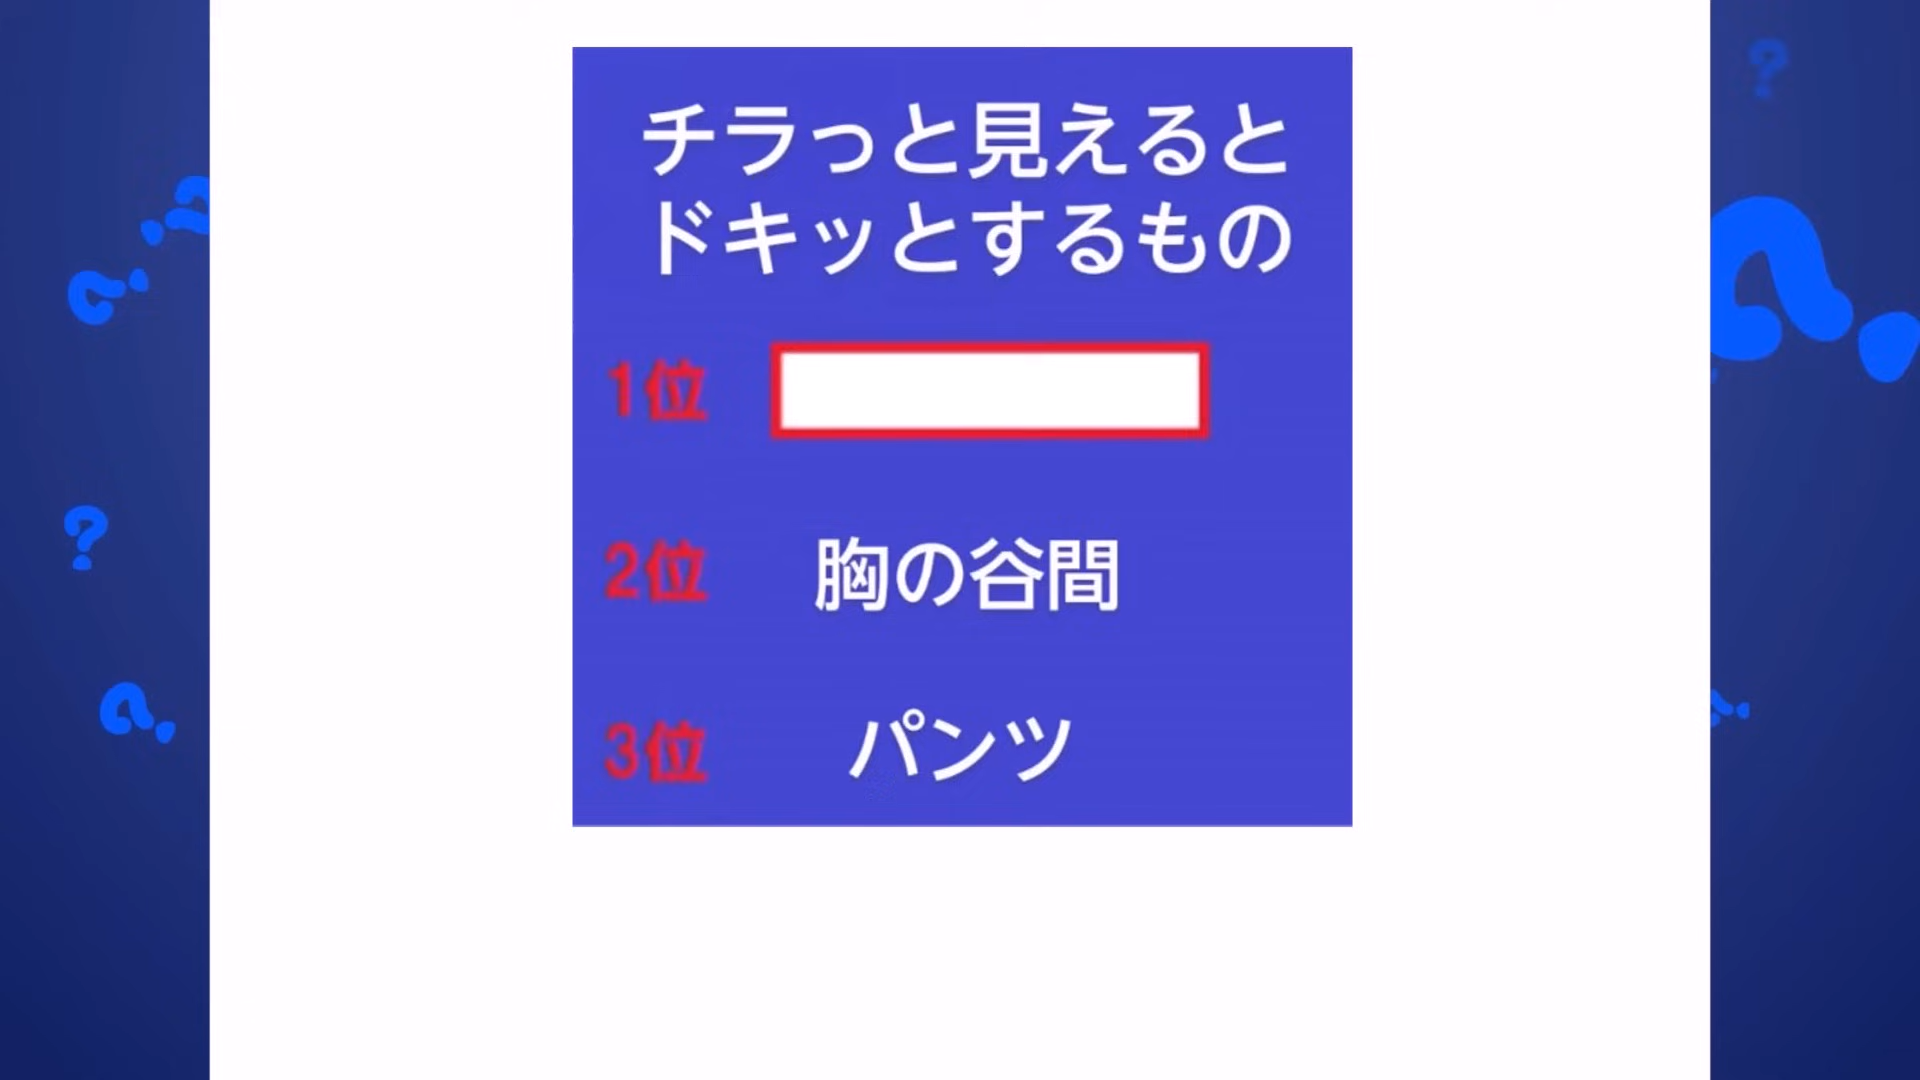 チラっと見えると
ドキッとするもの
1位
2位 胸の谷間
3位 パンツ